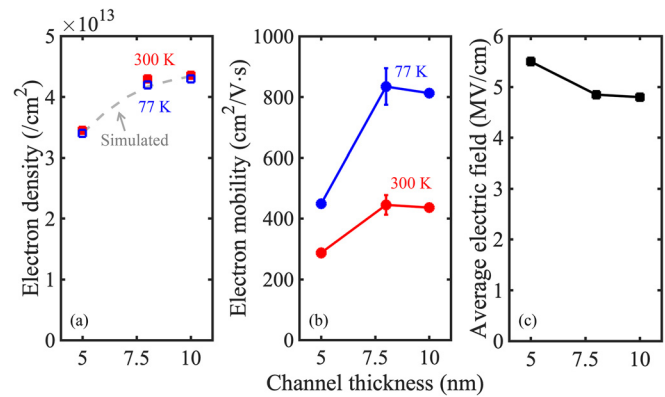 ×10¹³
5
4
3
2
1
Electron density (/cm²)
300 K
77 K
Simulated
(a)
5
7.5
10
1000
800
600
400
200
0
Electron mobility (cm²/V·s)
77 K
300 K
(b)
5
7.5
10
Channel thickness (nm)
6
5
4
3
2
1
0
Average electric field (MV/cm)
(c)
5
7.5
10